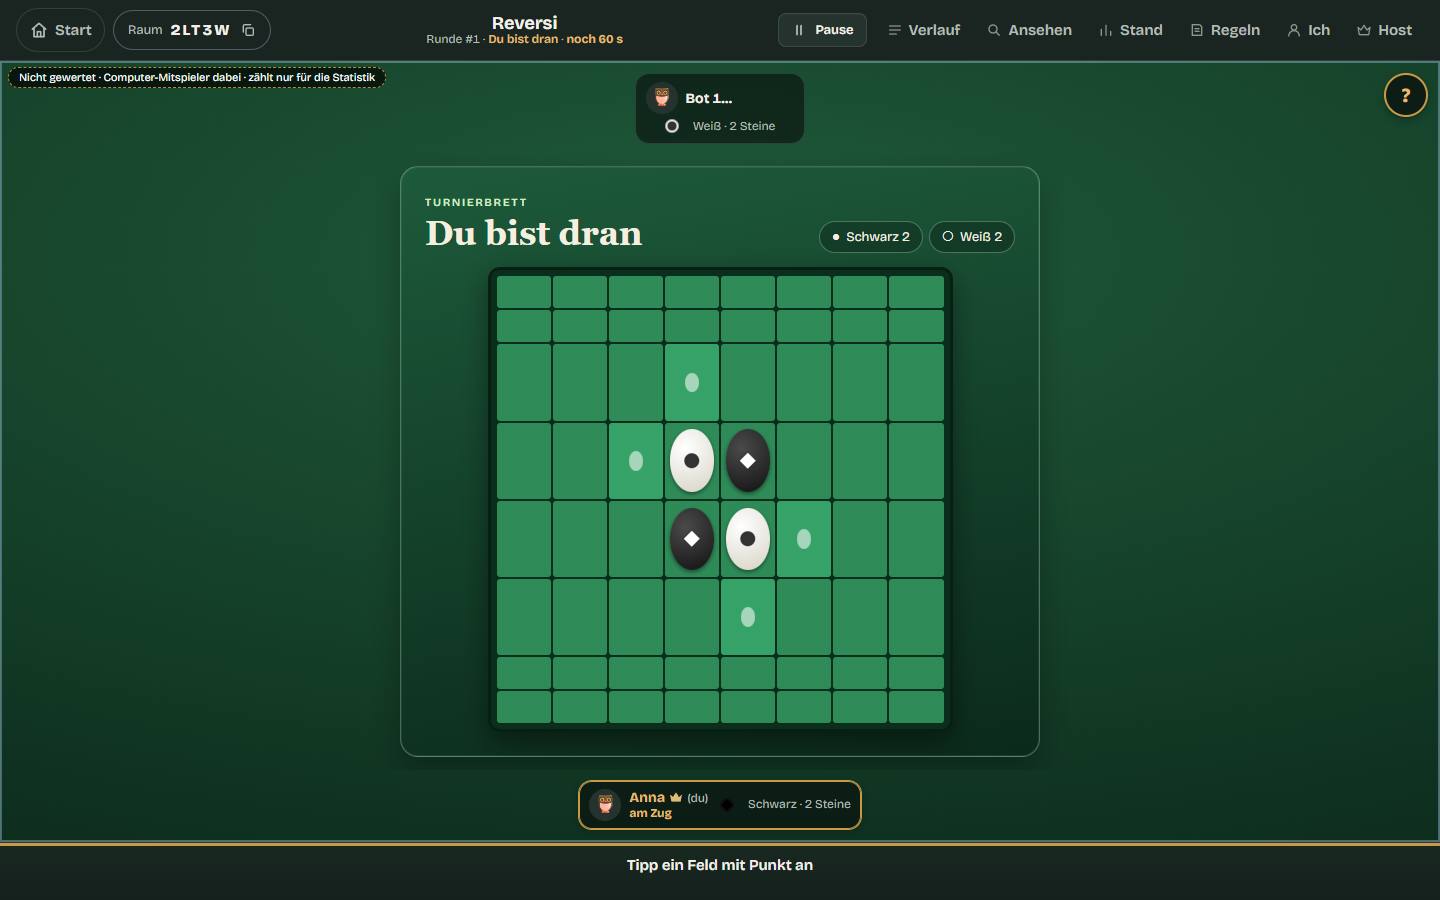 Start
Raum 2LT3W
Reversi
Runde #1 · Du bist dran · noch 60 s
Pause
Verlauf
Ansehen
Stand
Regeln
Ich
Host
Nicht gewertet · Computer-Mitspieler dabei · zählt nur für die Statistik
Bot 1...
Weiß · 2 Steine
?
TURNIERBRETT
Du bist dran
Schwarz 2
Weiß 2
Anna (du)
am Zug
Schwarz · 2 Steine
Tipp ein Feld mit Punkt an